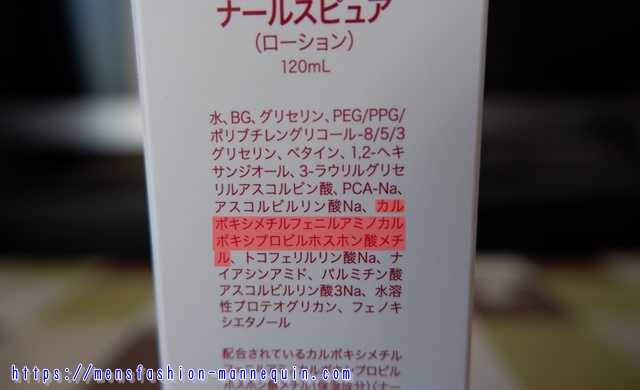 ナールスピュア
(ローション)
120mL
水、BG、グリセリン、PEG/PPG/
ポリブチレングリコール-8/5/3
グリセリン、ベタイン、1,2-ヘキ
サンジオール、3-ラウリルグリセ
リルアスコルビン酸、PCA-Na、
アスコルビルリン酸Na、カル
ボキシメチルフェニルアミノカル
ボキシプロピルホスホン酸メチ
ル、トコフェリルリン酸Na、ナ
イアシンアミド、パルミチン酸
アスコルビルリン酸3Na、水溶
性プロテオグリカン、フェノキ
シエタノール
配合されているカルボキシメチル
https://mensfashion-mannequin.com/